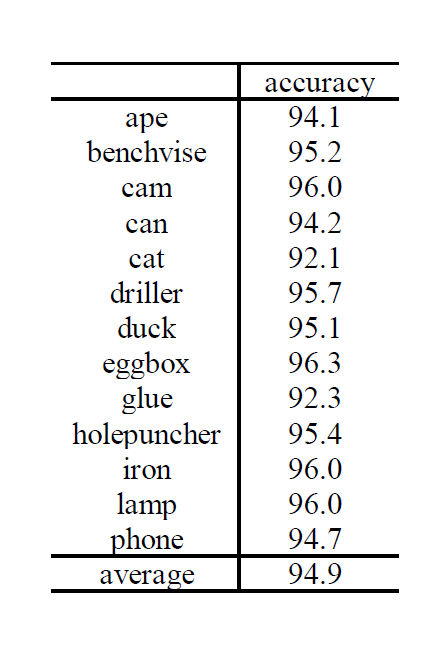 accuracy
ape 94.1
benchvise 95.2
cam 96.0
can 94.2
cat 92.1
driller 95.7
duck 95.1
eggbox 96.3
glue 92.3
holepuncher 95.4
iron 96.0
lamp 96.0
phone 94.7
average 94.9